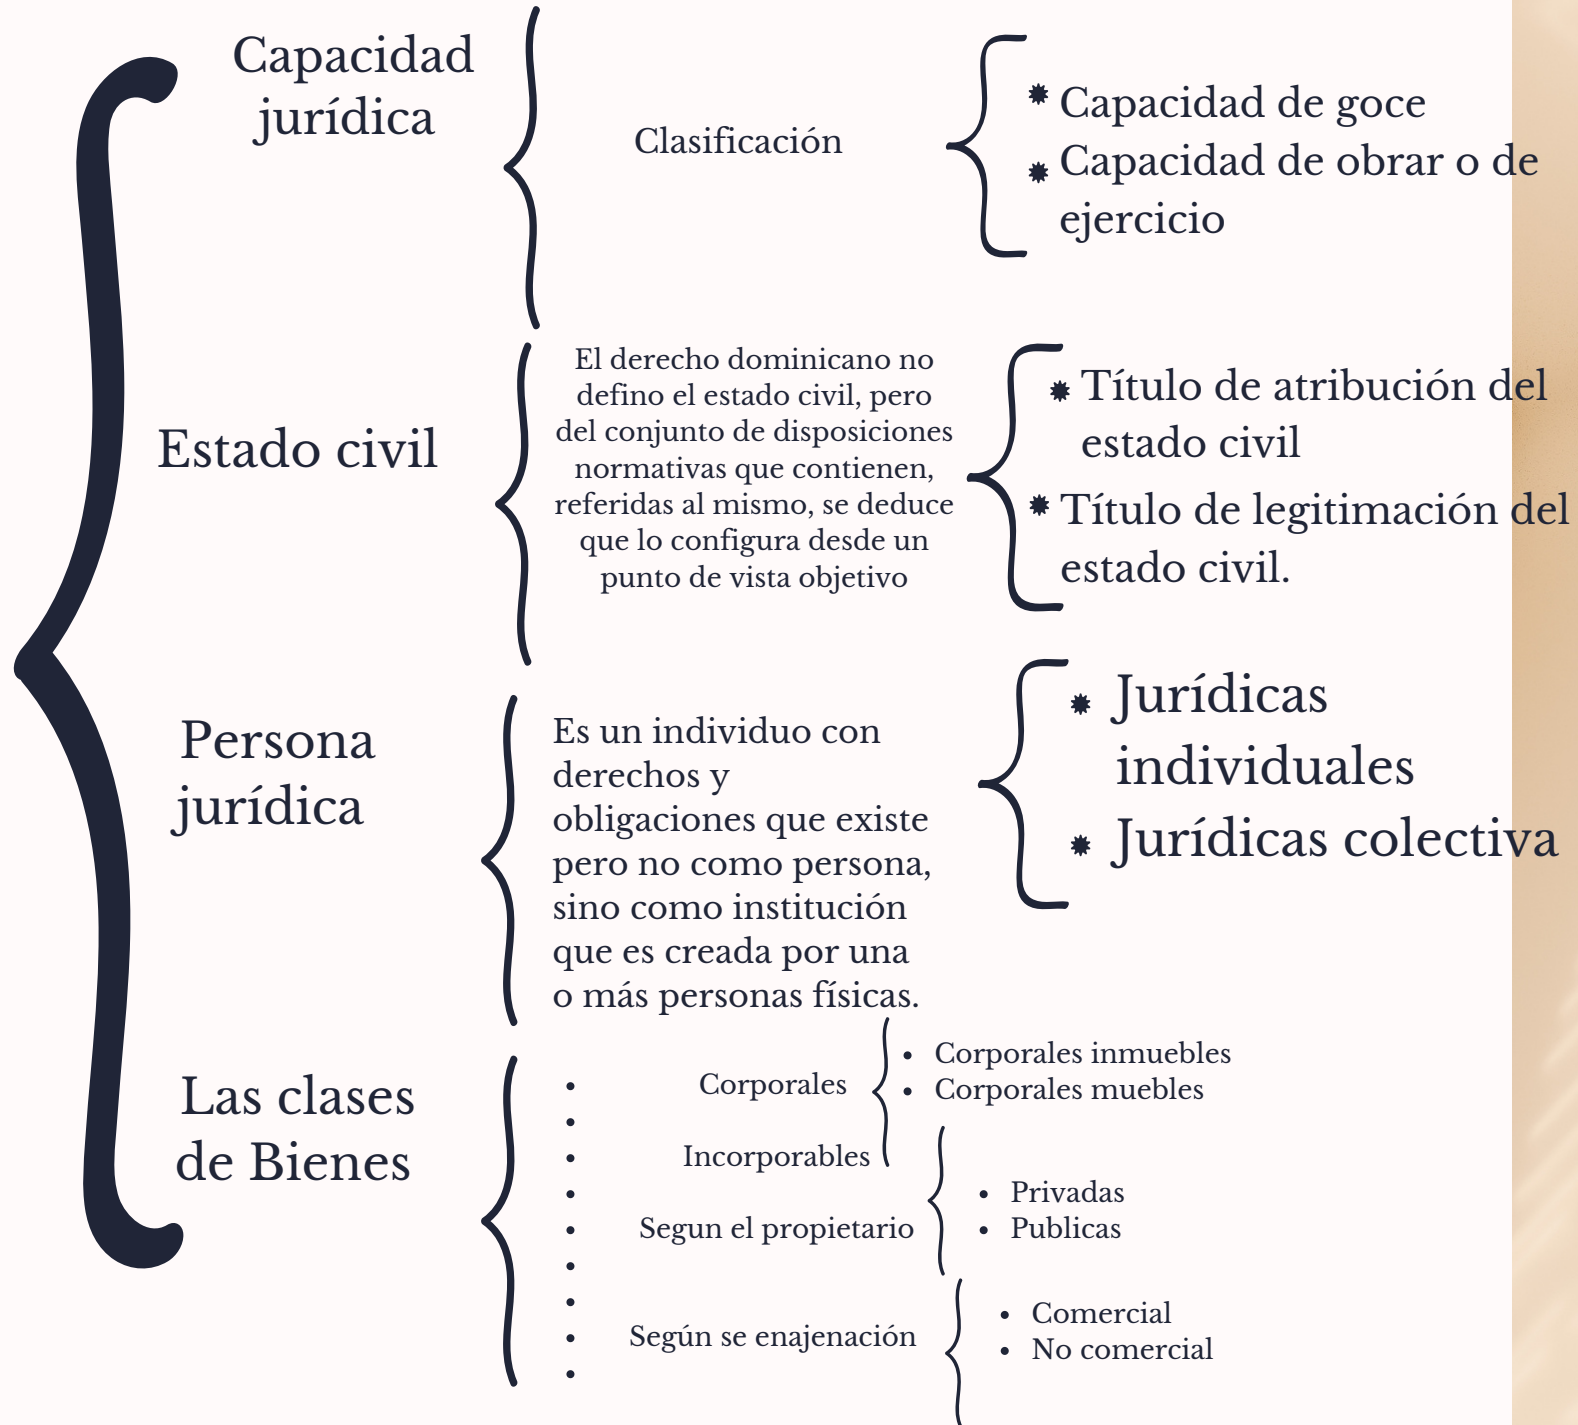 Capacidad
jurídica
Clasificación
Capacidad de goce
Capacidad de obrar o de
ejercicio
Estado civil
El derecho dominicano no
defino el estado civil, pero
del conjunto de disposiciones
normativas que contienen,
referidas al mismo, se deduce
que lo configura desde un
punto de vista objetivo
Título de atribución del
estado civil
Título de legitimación del
estado civil.
Persona
jurídica
Es un individuo con
derechos y
obligaciones que existe
pero no como persona,
sino como institución
que es creada por una
o más personas físicas.
Jurídicas
individuales
Jurídicas colectiva
Las clases
de Bienes
Corporales
Corporales inmuebles
Corporales muebles
Incorporables
Segun el propietario
Privadas
Publicas
Según se enajenación
Comercial
No comercial